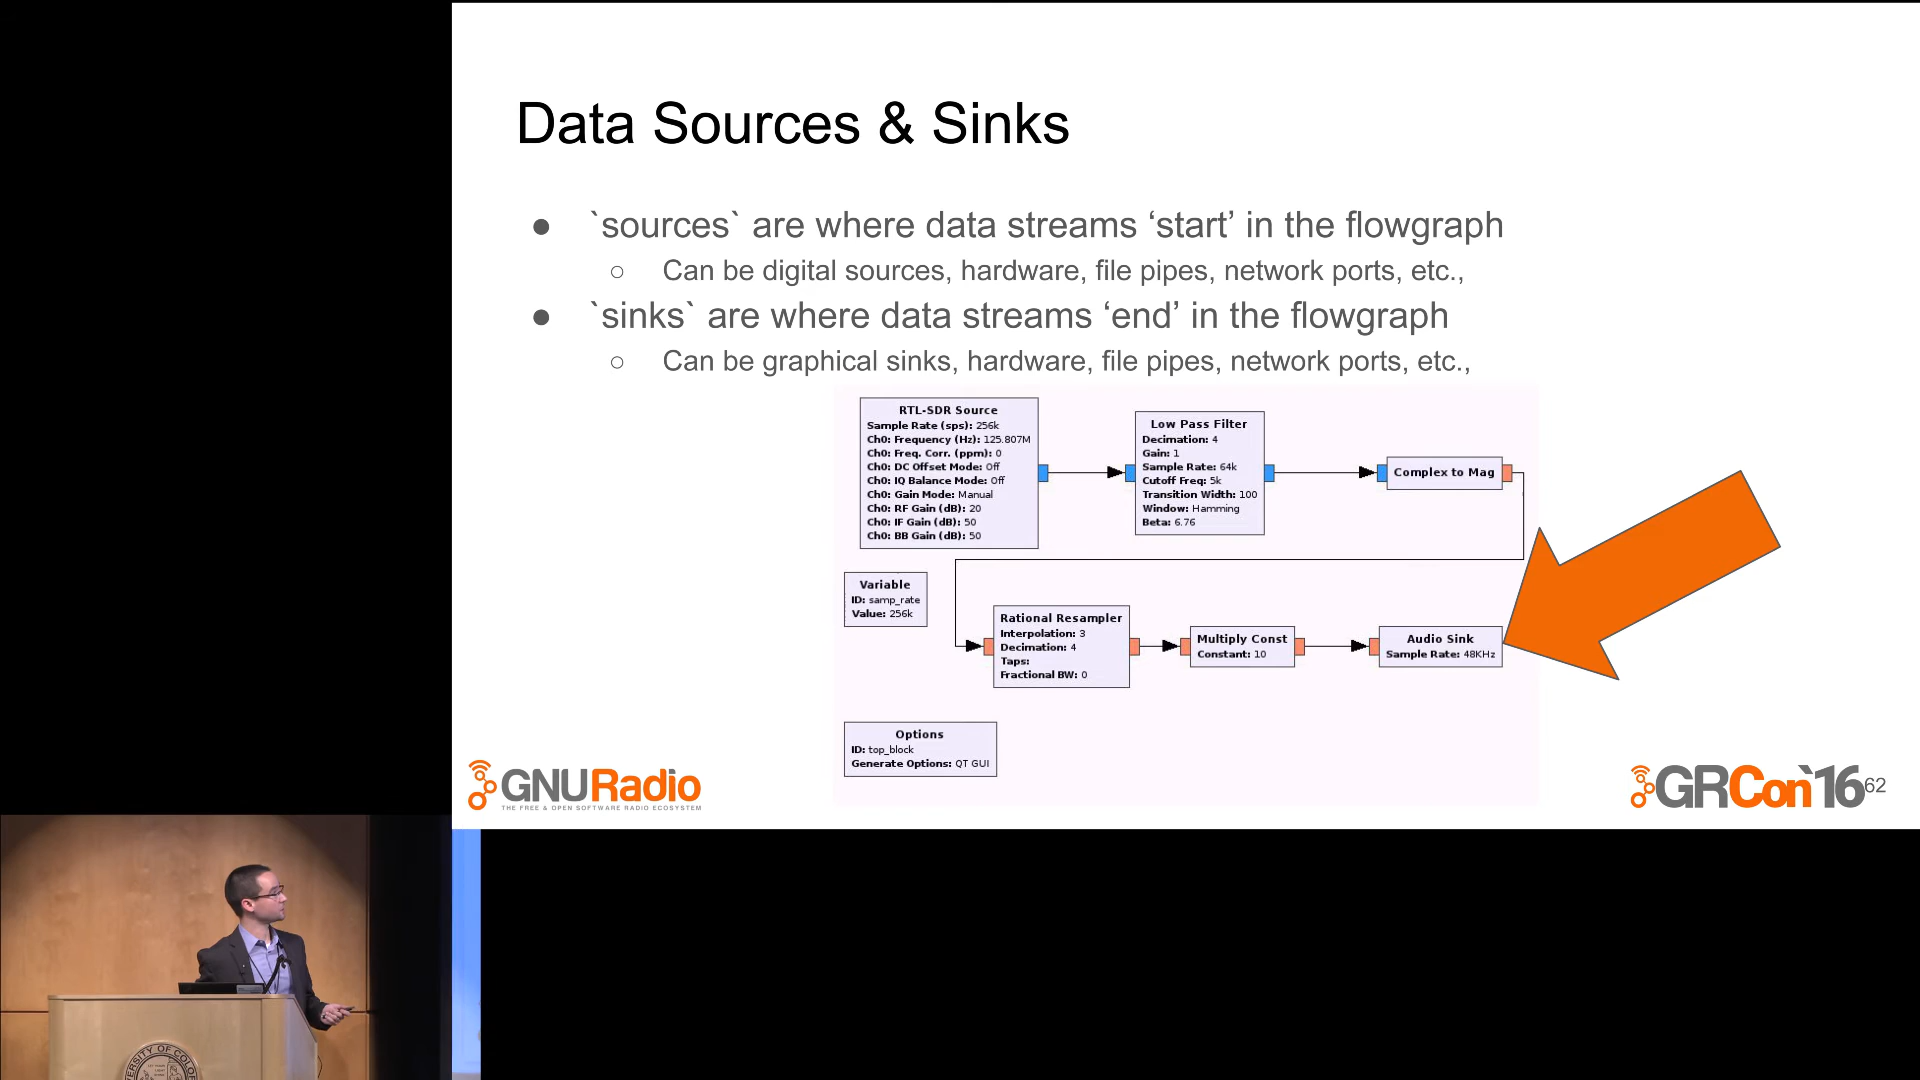 Data Sources & Sinks
● `sources` are where data streams ‘start’ in the flowgraph
○ Can be digital sources, hardware, file pipes, network ports, etc.,
● `sinks` are where data streams ‘end’ in the flowgraph
○ Can be graphical sinks, hardware, file pipes, network ports, etc.,
RTL-SDR Source
Sample Rate (sps): 256k
Ch0: Frequency (Hz): 125.807M
Ch0: Freq. Corr. (ppm): 0
Ch0: DC Offset Mode: Off
Ch0: IQ Balance Mode: Off
Ch0: Gain Mode: Manual
Ch0: RF Gain (dB): 20
Ch0: IF Gain (dB): 50
Ch0: BB Gain (dB): 50
Low Pass Filter
Decimation: 4
Gain: 1
Sample Rate: 64k
Cutoff Freq: 5k
Transition Width: 100
Window: Hamming
Beta: 6.76
Complex to Mag
Variable
ID: samp_rate
Value: 256k
Rational Resampler
Interpolation: 3
Decimation: 4
Taps:
Fractional BW: 0
Multiply Const
Constant: 10
Audio Sink
Sample Rate: 48KHz
Options
ID: top_block
Generate Options: QT GUI
GNURadio
THE FREE & OPEN SOFTWARE RADIO ECOSYSTEM
GRCon`16
62
UNIVERSITY OF COLOR